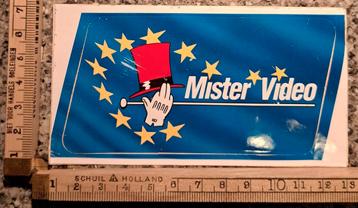 Mister Video
SCHUIL HOLLAND
1 2 3 4 5 6 7 8 9 10 11 12 13